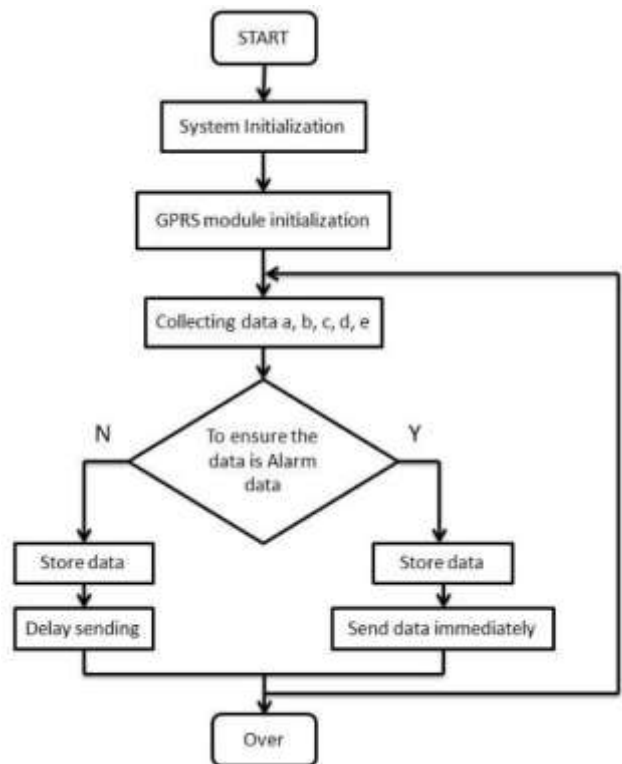 START
System Initialization
GPRS module initialization
Collecting data a, b, c, d, e
To ensure the
data is Alarm
data
N
Y
Store data
Store data
Delay sending
Send data immediately
Over